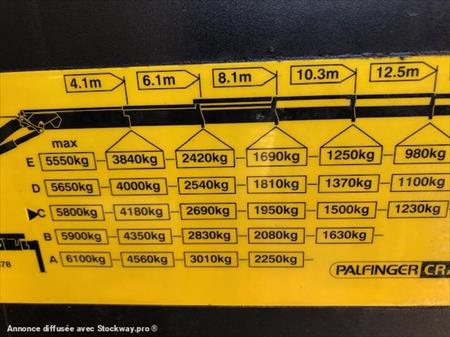 4.1m 6.1m 8.1m 10.3m 12.5m
max
E 5550kg 3840kg 2420kg 1690kg 1250kg 980kg
D 5650kg 4000kg 2540kg 1810kg 1370kg 1100kg
C 5800kg 4180kg 2690kg 1950kg 1500kg 1230kg
B 5900kg 4350kg 2830kg 2080kg 1630kg
78 A 6100kg 4560kg 3010kg 2250kg
PALFINGER CRA
Annonce diffusée avec Stockway.pro ®